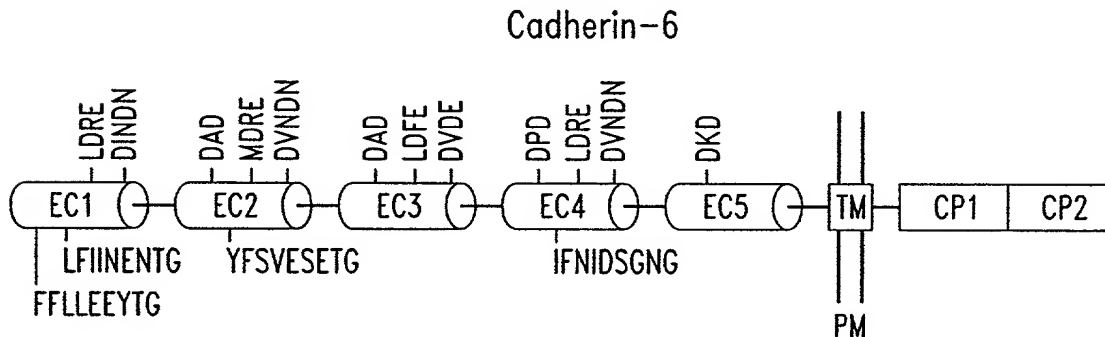 Cadherin-6
LDRE
DINDN
DAD
MDRE
DVNDN
DAD
LDFE
DVDE
DPD
LDRE
DVNDN
DKD
EC1
EC2
EC3
EC4
EC5
TM
CP1
CP2
LFIINENTG
YFSVESETG
IFNIDSGNG
FFLLEEYTG
PM